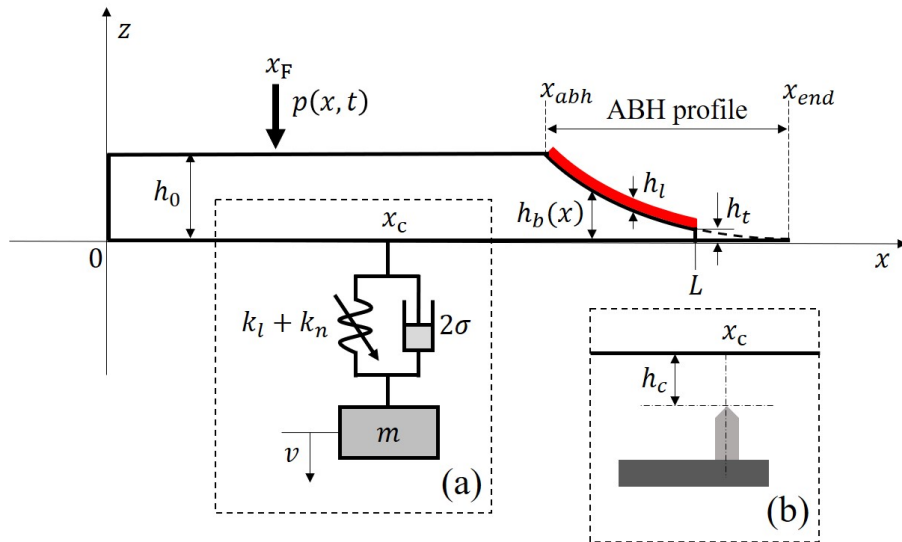 z
x_F
p(x, t)
x_abh
x_end
ABH profile
h_0
h_l
h_b(x)
h_t
x_c
0
x
L
k_l + k_n
2σ
x_c
h_c
m
v
(a)
(b)